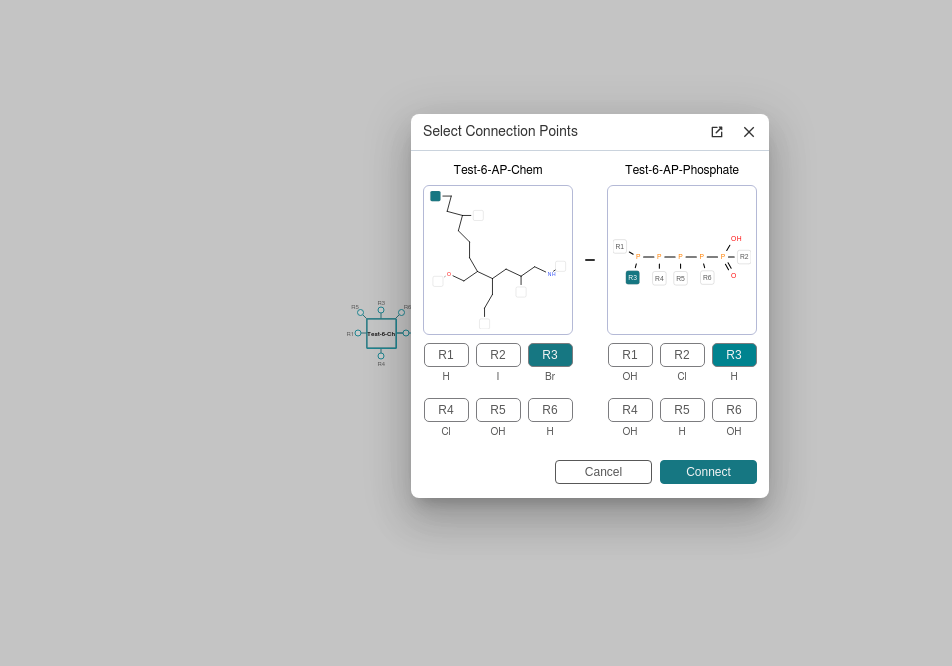 Select Connection Points
Test-6-AP-Chem
Test-6-AP-Phosphate
O
NH
R1
P
P
P
P
P
OH
R2
R3
R4
R5
R6
O
R1 R2 R3
H I Br
R4 R5 R6
Cl OH H
R1 R2 R3
OH Cl H
R4 R5 R6
OH H OH
Cancel
Connect
R5
R3
R1
Test-6-Ch
R4